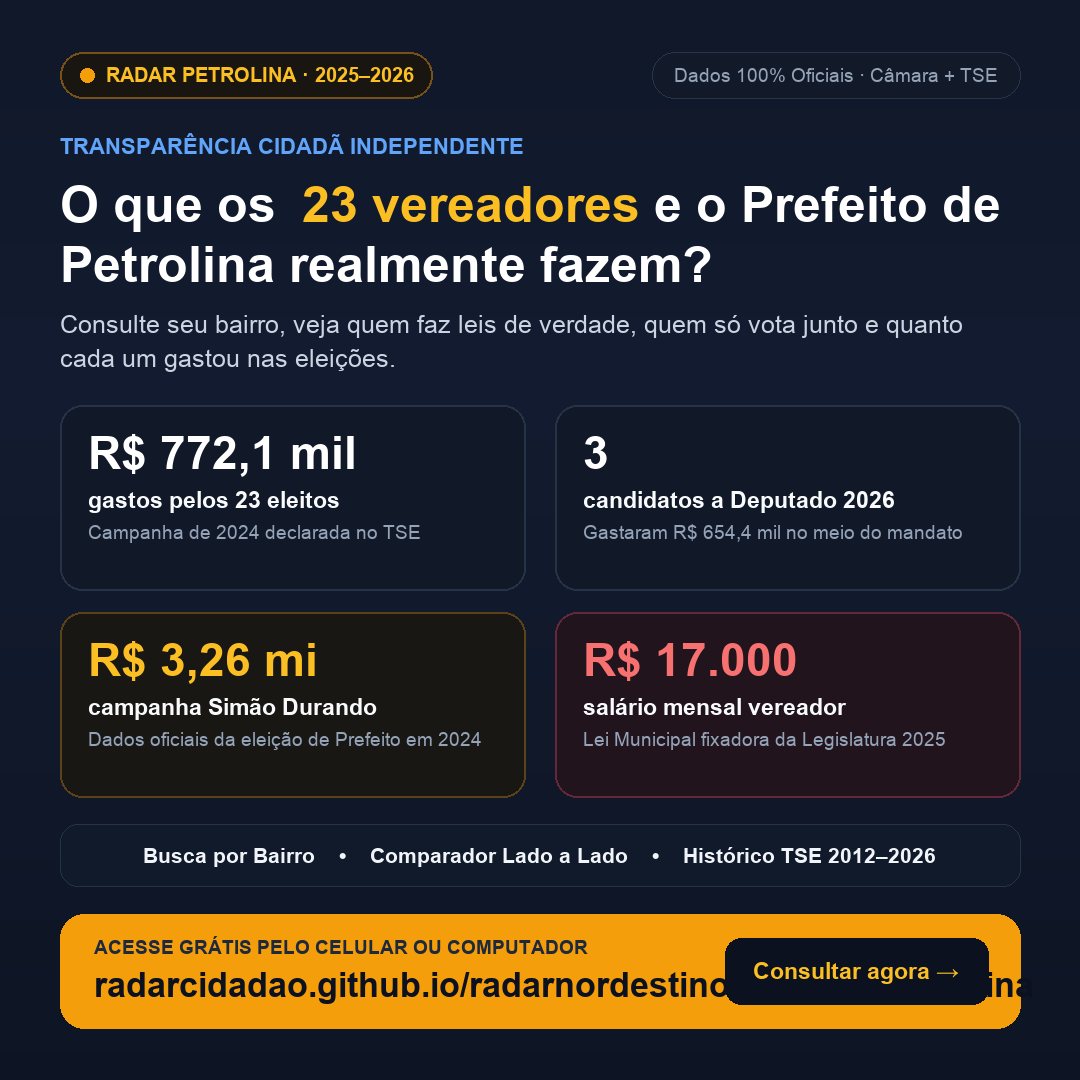 RADAR PETROLINA · 2025–2026
Dados 100% Oficiais · Câmara + TSE
TRANSPARÊNCIA CIDADÃ INDEPENDENTE
O que os 23 vereadores e o Prefeito de
Petrolina realmente fazem?
Consulte seu bairro, veja quem faz leis de verdade, quem só vota junto e quanto
cada um gastou nas eleições.
R$ 772,1 mil
gastos pelos 23 eleitos
Campanha de 2024 declarada no TSE
3
candidatos a Deputado 2026
Gastaram R$ 654,4 mil no meio do mandato
R$ 3,26 mi
campanha Simão Durando
Dados oficiais da eleição de Prefeito em 2024
R$ 17.000
salário mensal vereador
Lei Municipal fixadora da Legislatura 2025
Busca por Bairro • Comparador Lado a Lado • Histórico TSE 2012–2026
ACESSE GRÁTIS PELO CELULAR OU COMPUTADOR
radarcidadao.github.io/radarnordestino
Consultar agora →